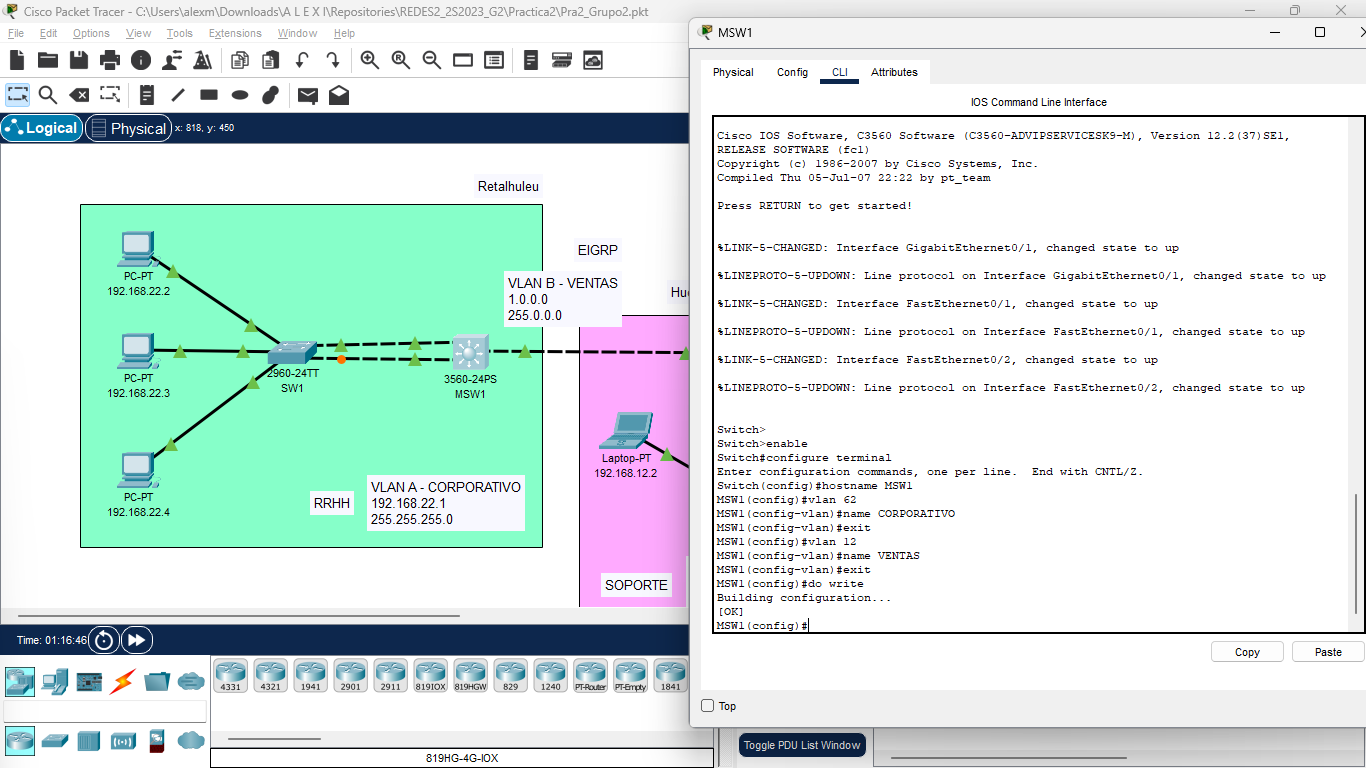 Cisco Packet Tracer - C:\Users\alexm\Downloads\A L E X I\Repositories\REDES2_2S2023_G2\Practica2\Pra2_Grupo2.pkt
File Edit Options View Tools Extensions Window Help
Logical Physical x: 818, y: 450
Retalhuleu
EIGRP
VLAN B - VENTAS
1.0.0.0
255.0.0.0
PC-PT
192.168.22.2
PC-PT
192.168.22.3
2960-24TT
SW1
3560-24PS
MSW1
Laptop-PT
192.168.12.2
PC-PT
192.168.22.4
RRHH
VLAN A - CORPORATIVO
192.168.22.1
255.255.255.0
SOPORTE
Time: 01:16:46
4331 4321 1941 2901 2911 819IOX 819HGW 829 1240 PT-Router PT-Empty 1841
819HG-4G-IOX
MSW1
Physical Config CLI Attributes
IOS Command Line Interface
Cisco IOS Software, C3560 Software (C3560-ADVIPSERVICESK9-M), Version 12.2(37)SE1,
RELEASE SOFTWARE (fc1)
Copyright (c) 1986-2007 by Cisco Systems, Inc.
Compiled Thu 05-Jul-07 22:22 by pt_team
Press RETURN to get started!
%LINK-5-CHANGED: Interface GigabitEthernet0/1, changed state to up
%LINEPROTO-5-UPDOWN: Line protocol on Interface GigabitEthernet0/1, changed state to up
%LINK-5-CHANGED: Interface FastEthernet0/1, changed state to up
%LINEPROTO-5-UPDOWN: Line protocol on Interface FastEthernet0/1, changed state to up
%LINK-5-CHANGED: Interface FastEthernet0/2, changed state to up
%LINEPROTO-5-UPDOWN: Line protocol on Interface FastEthernet0/2, changed state to up
Switch>
Switch>enable
Switch#configure terminal
Enter configuration commands, one per line.  End with CNTL/Z.
Switch(config)#hostname MSW1
MSW1(config)#vlan 62
MSW1(config-vlan)#name CORPORATIVO
MSW1(config-vlan)#exit
MSW1(config)#vlan 12
MSW1(config-vlan)#name VENTAS
MSW1(config-vlan)#exit
MSW1(config)#do write
Building configuration...
[OK]
MSW1(config)#
Copy Paste
Top
Toggle PDU List Window